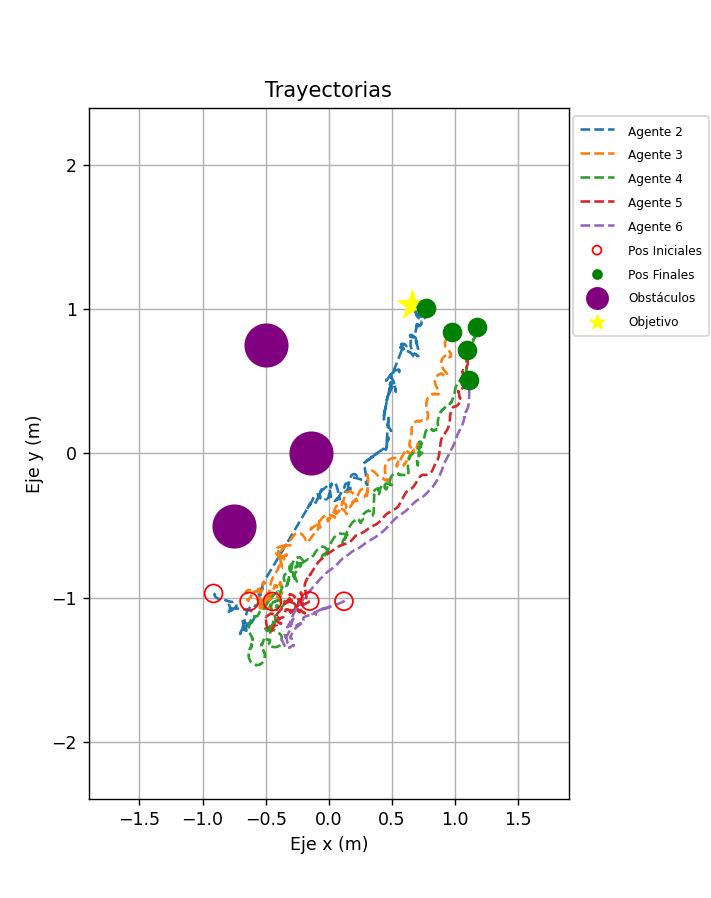 Trayectorias
Agente 2
Agente 3
Agente 4
Agente 5
Agente 6
Pos Iniciales
Pos Finales
Obstáculos
Objetivo
2
1
0
−1
−2
Eje y (m)
−1.5 −1.0 −0.5 0.0 0.5 1.0 1.5
Eje x (m)